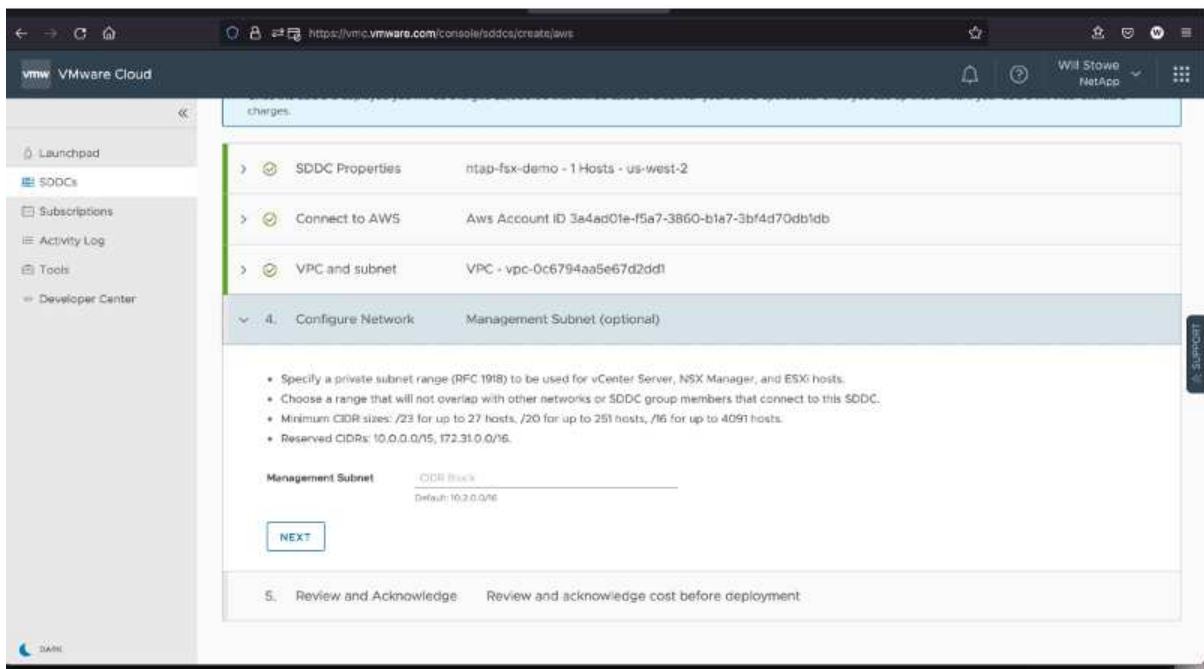 https://vmc.vmware.com/console/sddcs/create/aws
vmw VMware Cloud
Will Stowe
NetApp
charges.
Launchpad
SDDCs
Subscriptions
Activity Log
Tools
Developer Center
SDDC Properties ntap-fsx-demo - 1 Hosts - us-west-2
Connect to AWS Aws Account ID 3a4ad01e-f5a7-3860-b1a7-3bf4d70db1db
VPC and subnet VPC - vpc-0c6794aa5e67d2dd1
4. Configure Network Management Subnet (optional)
• Specify a private subnet range (RFC 1918) to be used for vCenter Server, NSX Manager, and ESXi hosts.
• Choose a range that will not overlap with other networks or SDDC group members that connect to this SDDC.
• Minimum CIDR sizes: /23 for up to 27 hosts, /20 for up to 251 hosts, /16 for up to 4091 hosts.
• Reserved CIDRs: 10.0.0.0/15, 172.31.0.0/16.
Management Subnet CIDR Block
Default: 10.2.0.0/16
NEXT
5. Review and Acknowledge Review and acknowledge cost before deployment
SUPPORT
DARK